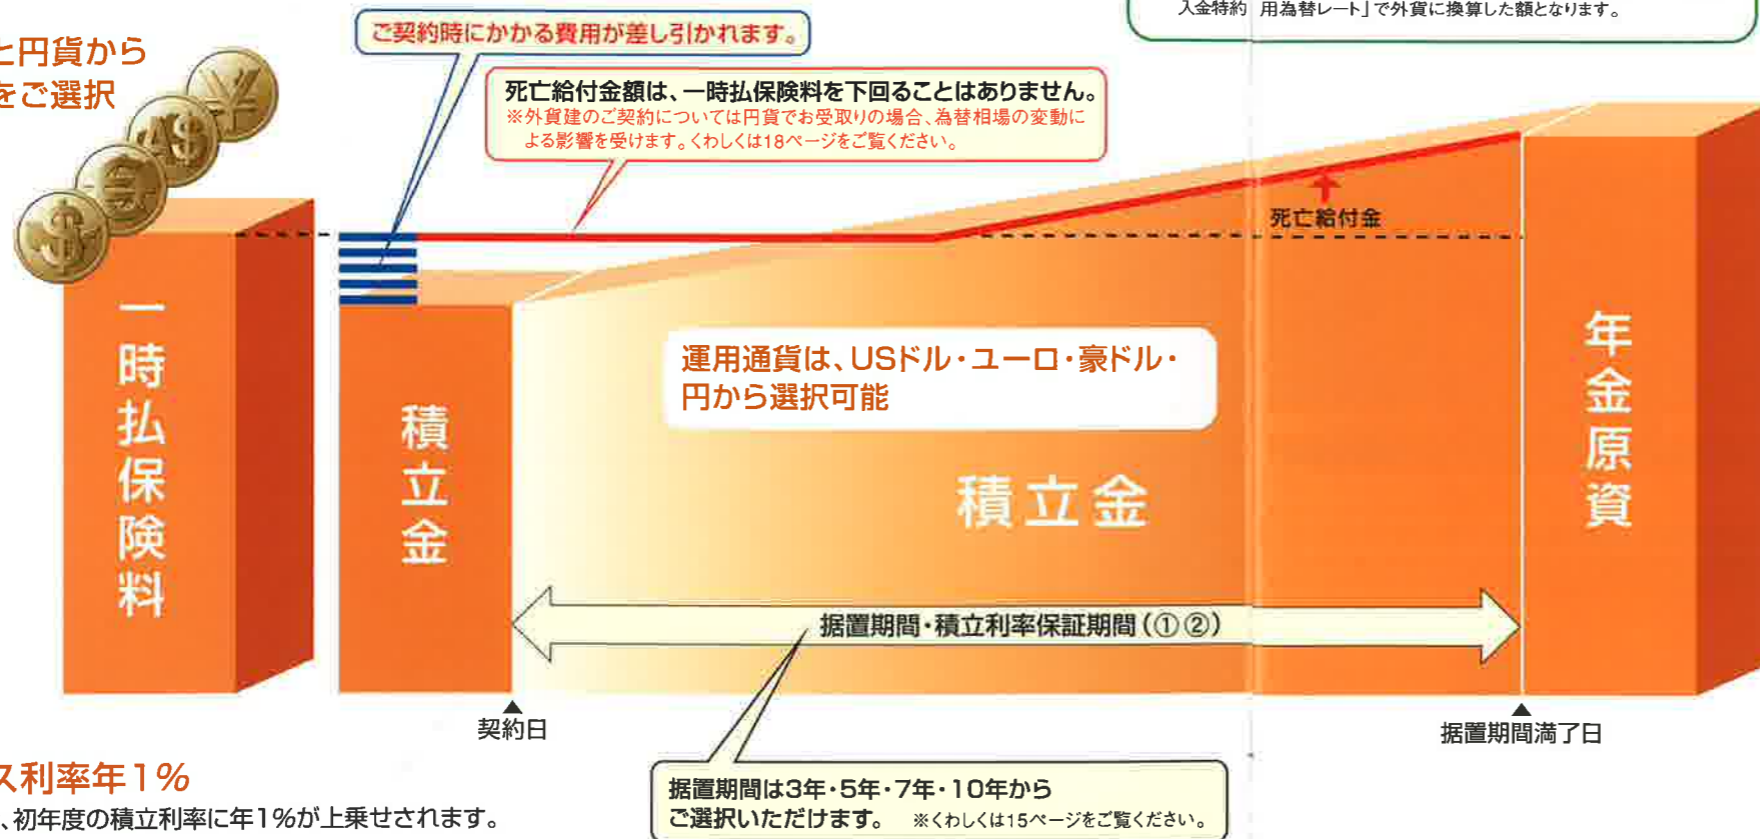 入金特約 用為替レート」で外貨に換算した額となります。
と円貨から
をご選択
ご契約時にかかる費用が差し引かれます。
死亡給付金額は、一時払保険料を下回ることはありません。
※外貨建のご契約については円貨でお受取りの場合、為替相場の変動に
よる影響を受けます。くわしくは18ページをご覧ください。
¥
A$
€
$
死亡給付金
一時払保険料
積立金
運用通貨は、USドル・ユーロ・豪ドル・
円から選択可能
積立金
年金原資
据置期間・積立利率保証期間(①②)
契約日
据置期間満了日
ス利率年1%
、初年度の積立利率に年1%が上乗せされます。
据置期間は3年・5年・7年・10年から
ご選択いただけます。 ※くわしくは15ページをご覧ください。